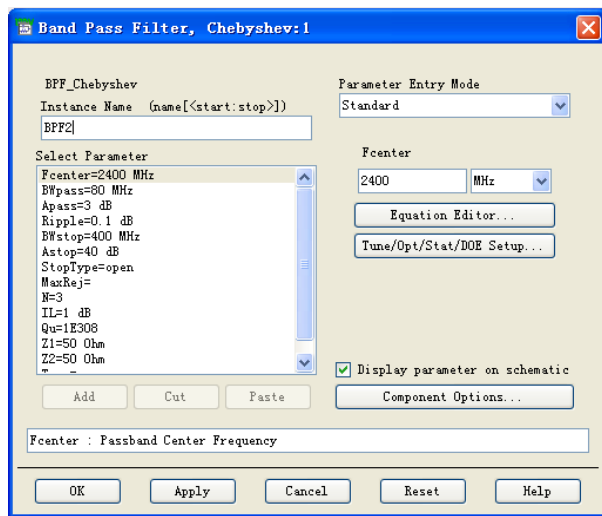 Band Pass Filter, Chebyshev:1
BPF_Chebyshev
Instance Name (name[<start:stop>])
BPF2
Select Parameter
Fcenter=2400 MHz
BWpass=80 MHz
Apass=3 dB
Ripple=0.1 dB
BWstop=400 MHz
Astop=40 dB
StopType=open
MaxRej=
N=3
IL=1 dB
Qu=1E308
Z1=50 Ohm
Z2=50 Ohm
Add Cut Paste
Parameter Entry Mode
Standard
Fcenter
2400 MHz
Equation Editor...
Tune/Opt/Stat/DOE Setup...
Display parameter on schematic
Component Options...
Fcenter : Passband Center Frequency
OK Apply Cancel Reset Help